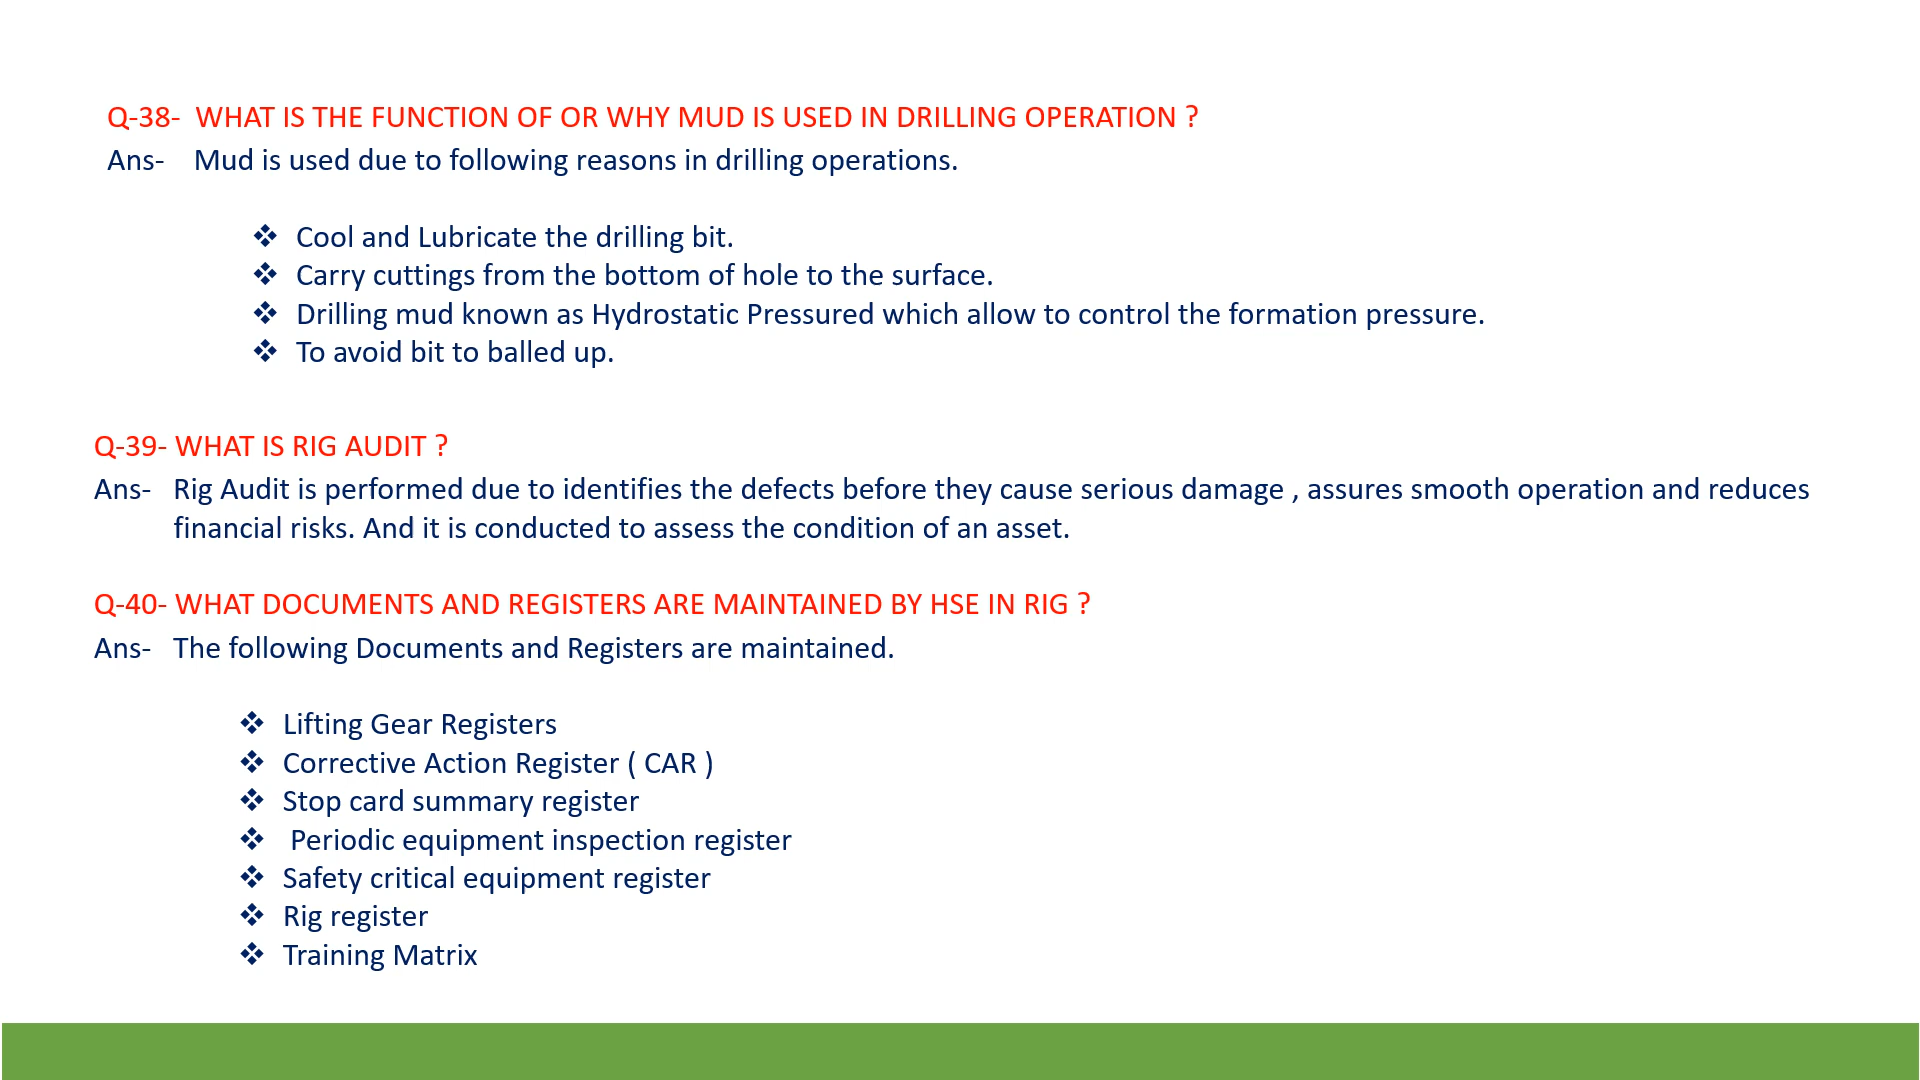 Q-38- WHAT IS THE FUNCTION OF OR WHY MUD IS USED IN DRILLING OPERATION ?
Ans- Mud is used due to following reasons in drilling operations.
❖ Cool and Lubricate the drilling bit.
❖ Carry cuttings from the bottom of hole to the surface.
❖ Drilling mud known as Hydrostatic Pressured which allow to control the formation pressure.
❖ To avoid bit to balled up.
Q-39- WHAT IS RIG AUDIT ?
Ans- Rig Audit is performed due to identifies the defects before they cause serious damage , assures smooth operation and reduces
financial risks. And it is conducted to assess the condition of an asset.
Q-40- WHAT DOCUMENTS AND REGISTERS ARE MAINTAINED BY HSE IN RIG ?
Ans- The following Documents and Registers are maintained.
❖ Lifting Gear Registers
❖ Corrective Action Register ( CAR )
❖ Stop card summary register
❖ Periodic equipment inspection register
❖ Safety critical equipment register
❖ Rig register
❖ Training Matrix